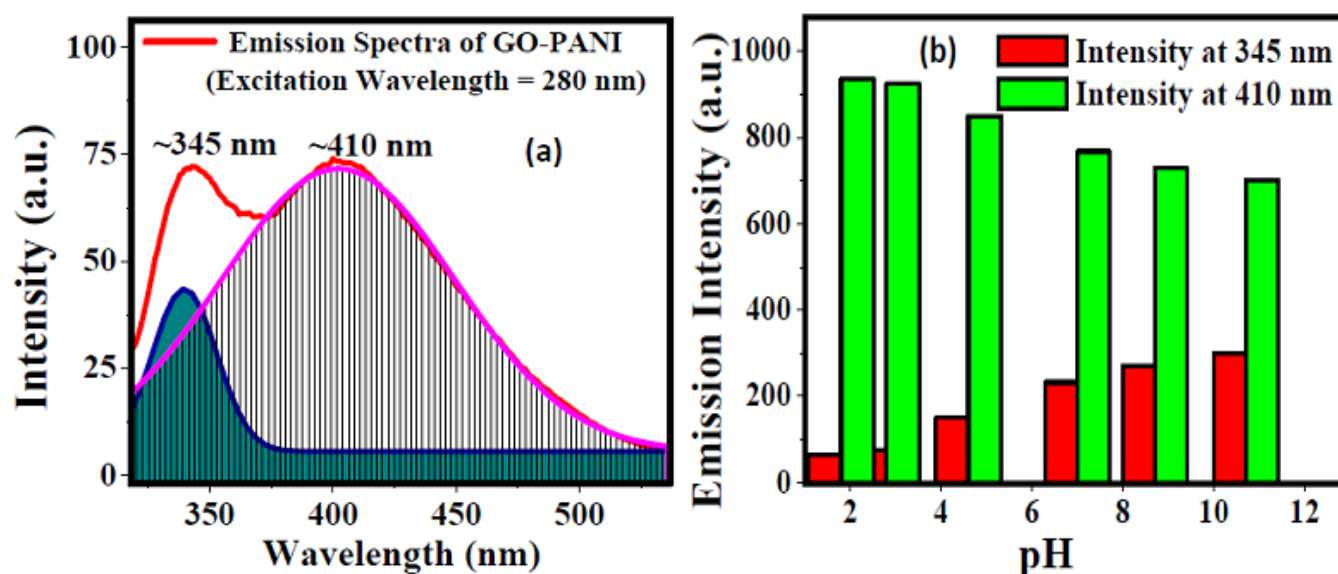 Emission Spectra of GO-PANI
(Excitation Wavelength = 280 nm)
~345 nm
~410 nm
(a)
100
75
50
25
0
Intensity (a.u.)
350
400
450
500
Wavelength (nm)
(b)
Intensity at 345 nm
Intensity at 410 nm
1000
800
600
400
200
0
Emission Intensity (a.u.)
2
4
6
8
10
12
pH